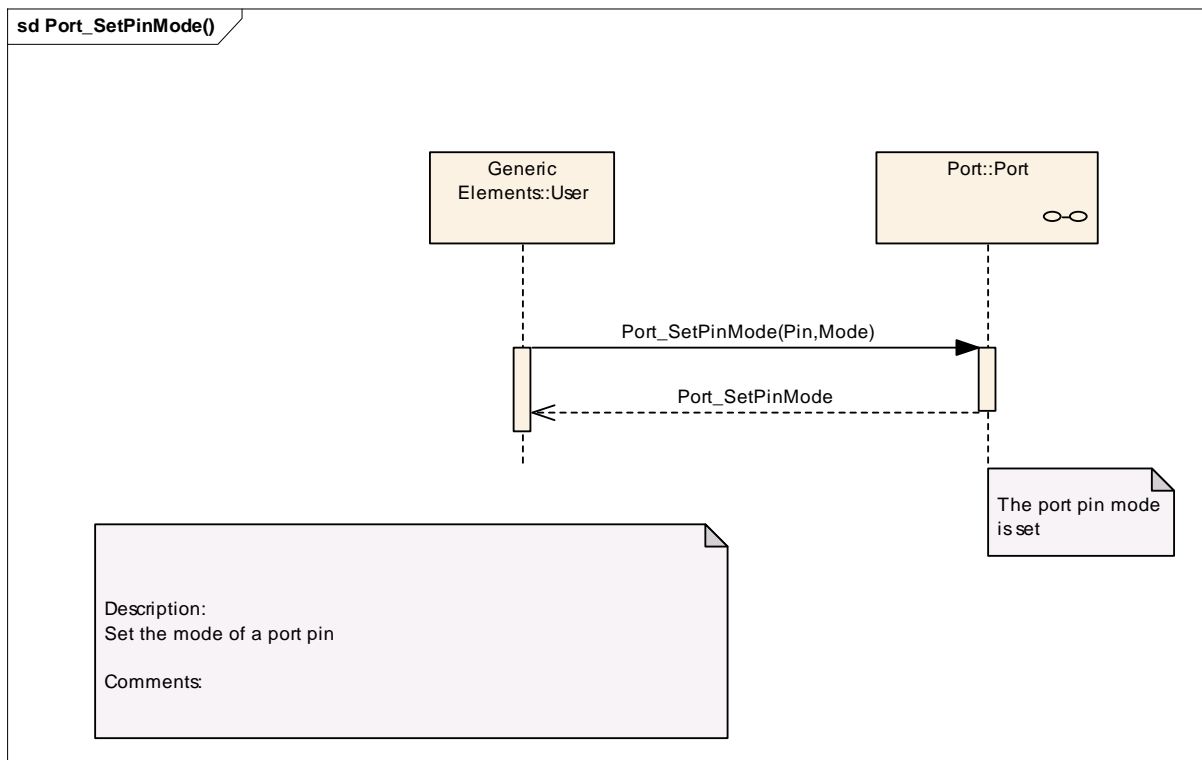 sd Port_SetPinMode()
Generic
Elements::User
Port::Port
Port_SetPinMode(Pin,Mode)
Port_SetPinMode
The port pin mode
is set
Description:
Set the mode of a port pin
Comments: